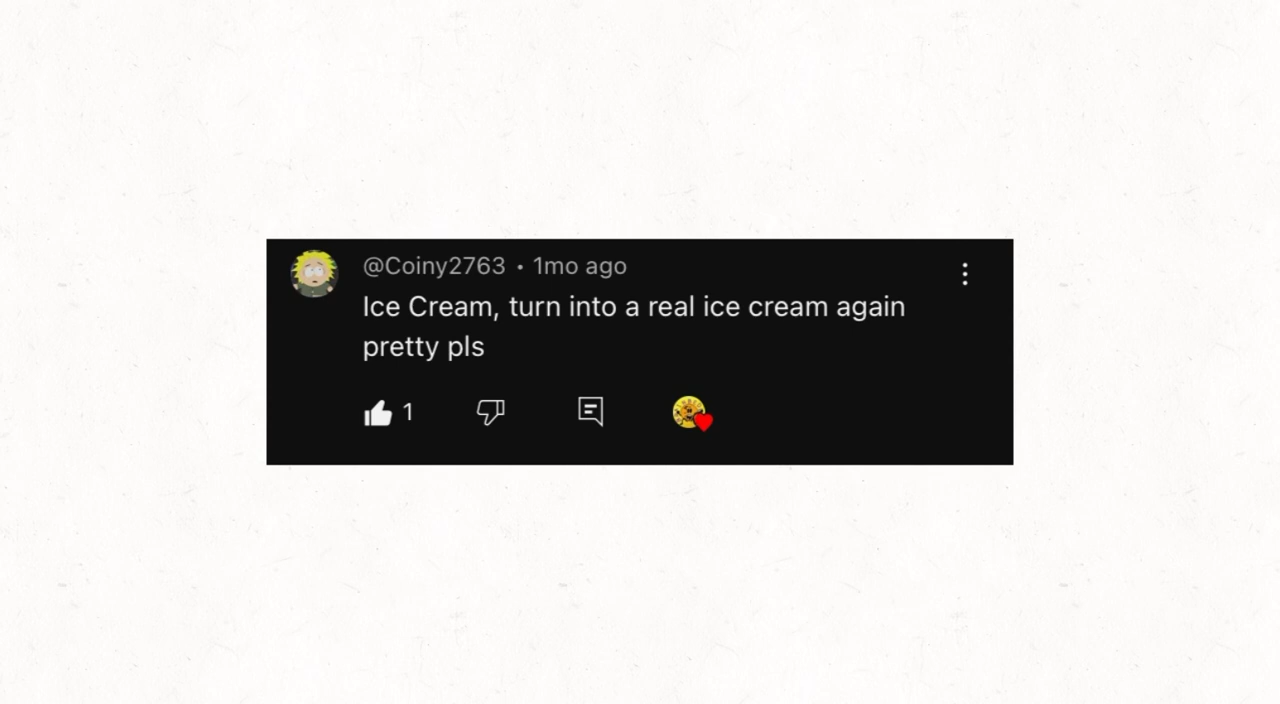 @Coiny2763 • 1mo ago
Ice Cream, turn into a real ice cream again
pretty pls
1